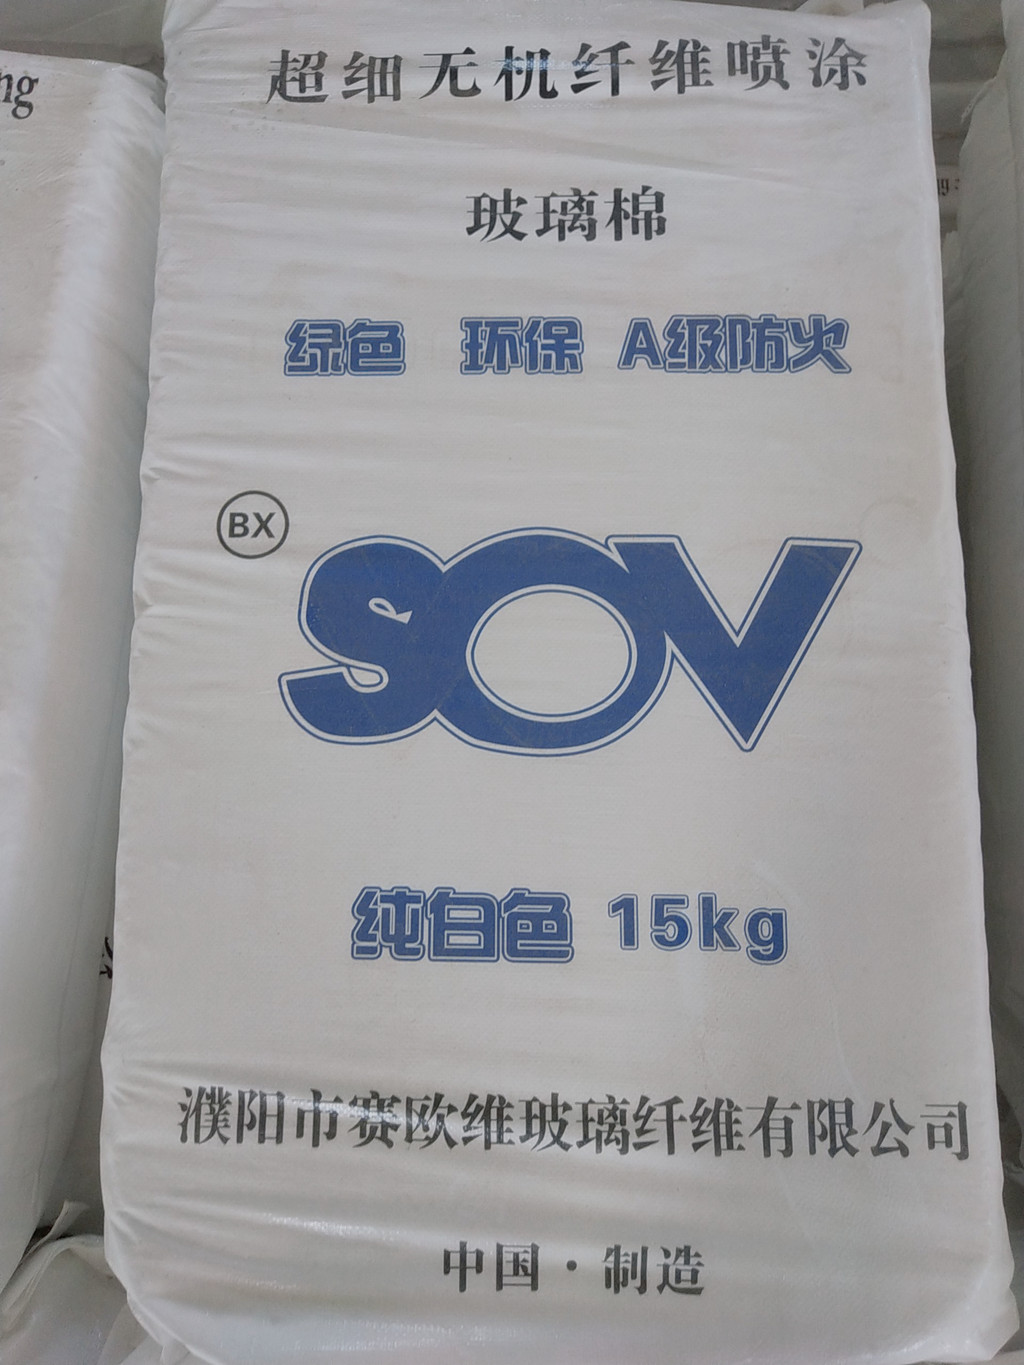 超细无机纤维喷涂
玻璃棉
绿色 环保 A级防火
BX
SOV
纯白色 15kg
濮阳市赛欧维玻璃纤维有限公司
中国·制造